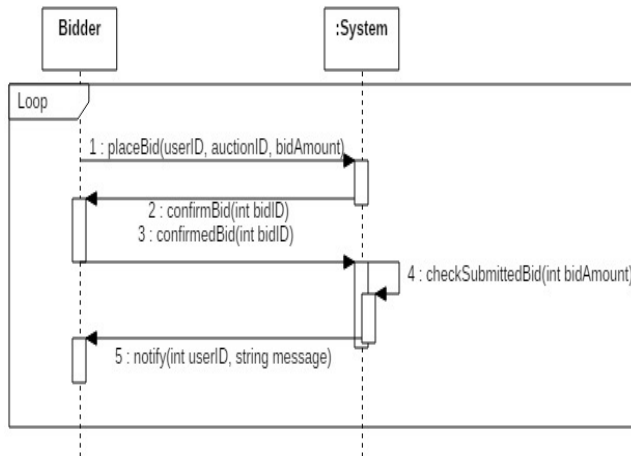 Bidder
:System
Loop
1 : placeBid(userID, auctionID, bidAmount)
2 : confirmBid(int bidID)
3 : confirmedBid(int bidID)
4 : checkSubmittedBid(int bidAmount)
5 : notify(int userID, string message)